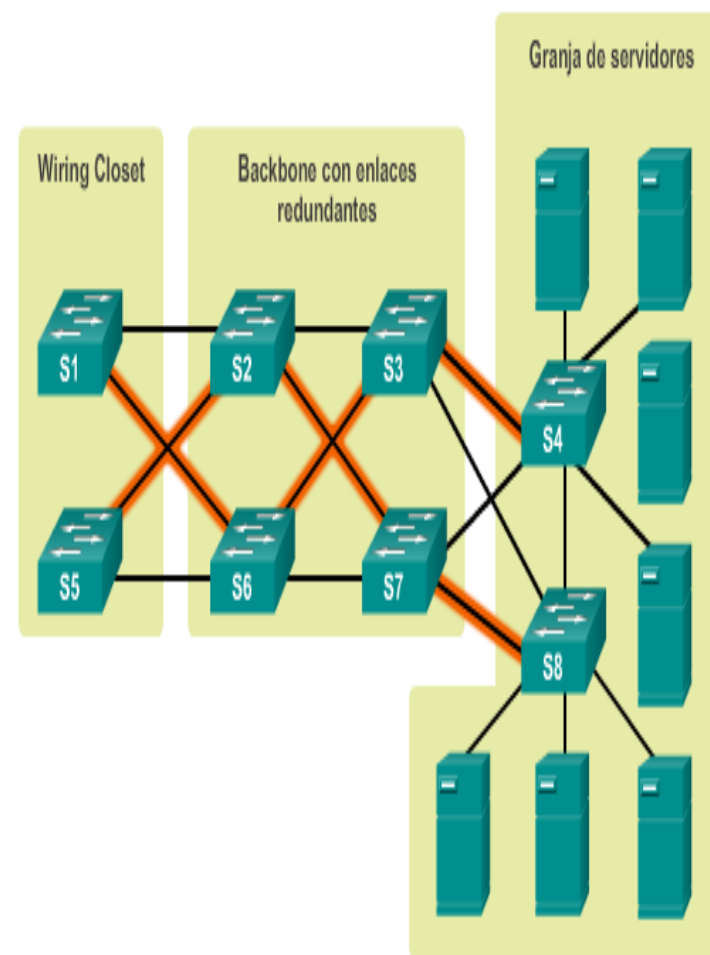 Granja de servidores
Wiring Closet
Backbone con enlaces
redundantes
S1
S2
S3
S4
S5
S6
S7
S8